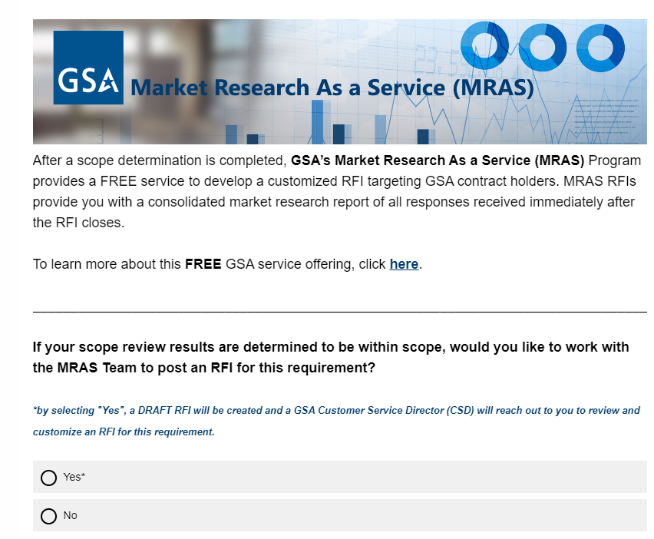 GSA Market Research As a Service (MRAS)
After a scope determination is completed, GSA's Market Research As a Service (MRAS) Program
provides a FREE service to develop a customized RFI targeting GSA contract holders. MRAS RFIs
provide you with a consolidated market research report of all responses received immediately after
the RFI closes.
To learn more about this FREE GSA service offering, click here.
If your scope review results are determined to be within scope, would you like to work with
the MRAS Team to post an RFI for this requirement?
*by selecting "Yes", a DRAFT RFI will be created and a GSA Customer Service Director (CSD) will reach out to you to review and
customize an RFI for this requirement.
Yes*
No